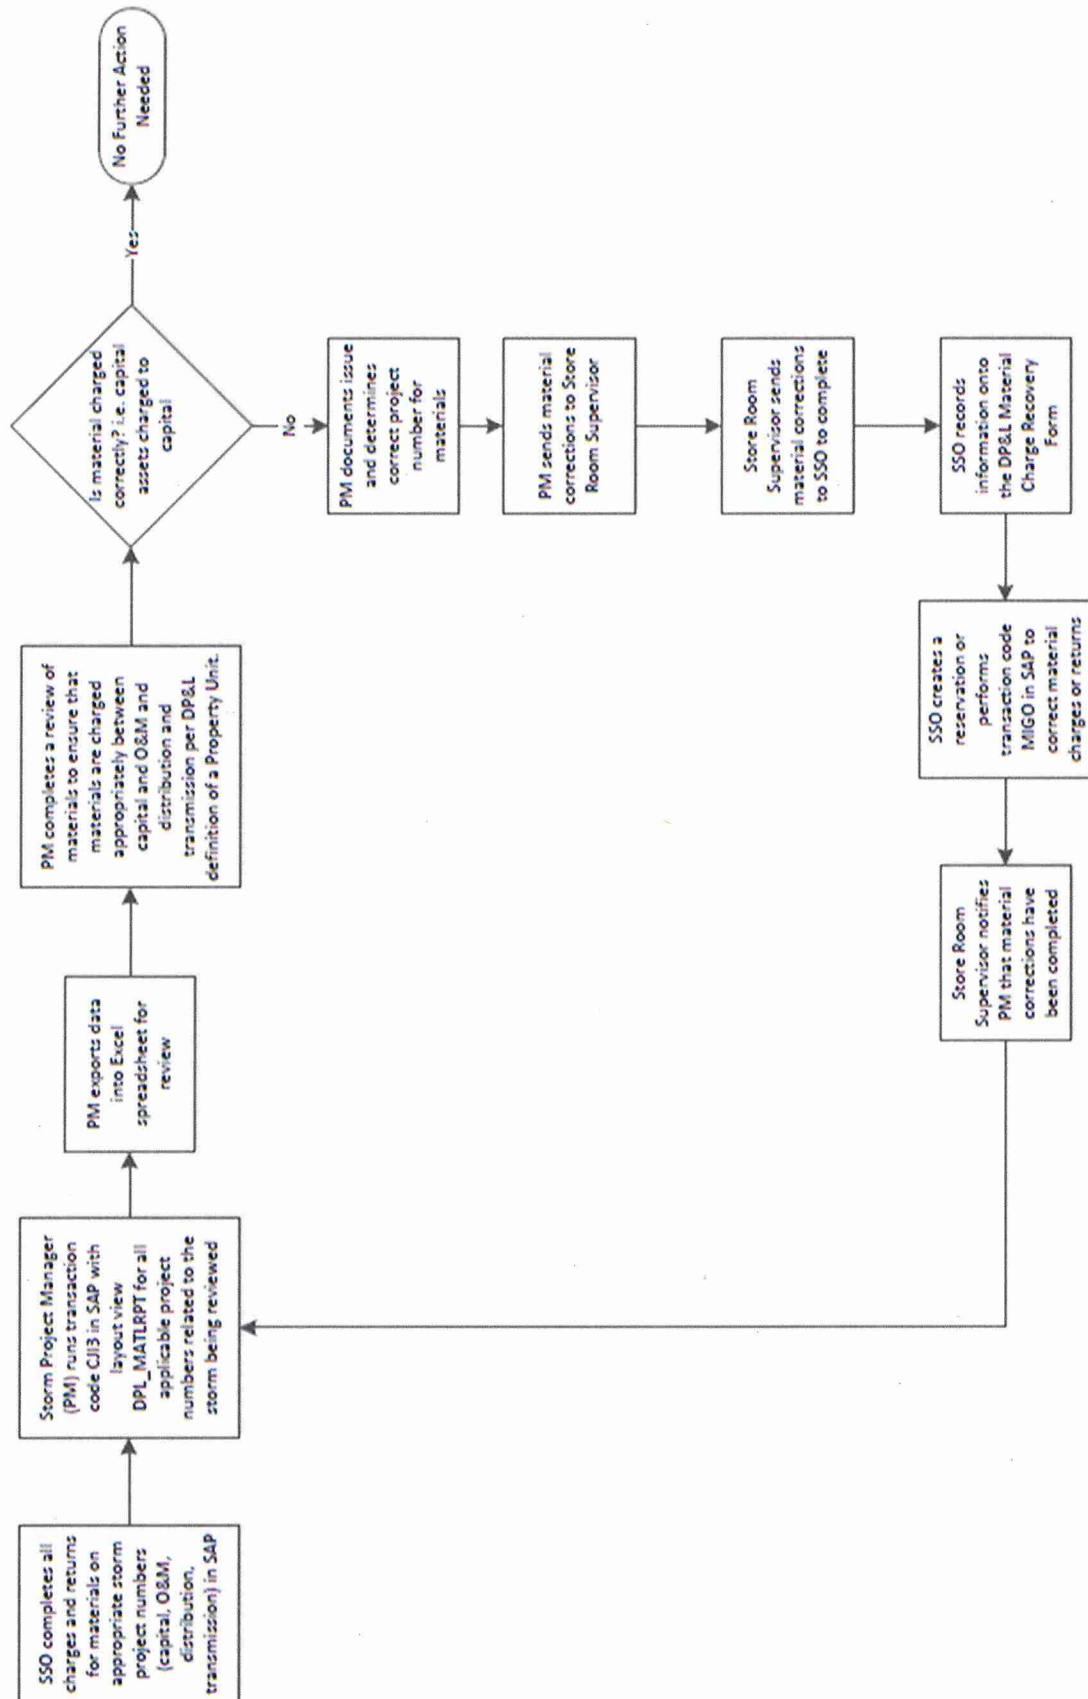 SSO completes all
charges and returns
for materials on
appropriate storm
project numbers
(capital, O&M,
distribution,
transmission) in SAP
Storm Project Manager
(PM) runs transaction
code CJI3 in SAP with
layout view
DPL_MATLRPT for all
applicable project
numbers related to the
storm being reviewed
PM exports data
into Excel
spreadsheet for
review
PM completes a review of
materials to ensure that
materials are charged
appropriately between
capital and O&M and
distribution and
transmission per DP&L
definition of a Property Unit.
Is material charged
correctly? i.e. capital
assets charged to
capital
Yes
No Further Action
Needed
No
PM documents issue
and determines
correct project
number for
materials
PM sends material
corrections to Store
Room Supervisor
Store Room
Supervisor sends
material corrections
to SSO to complete
SSO records
information onto
the DP&L Material
Charge Recovery
Form
SSO creates a
reservation or
performs
transaction code
MIGO in SAP to
correct material
charges or returns
Store Room
Supervisor notifies
PM that material
corrections have
been completed